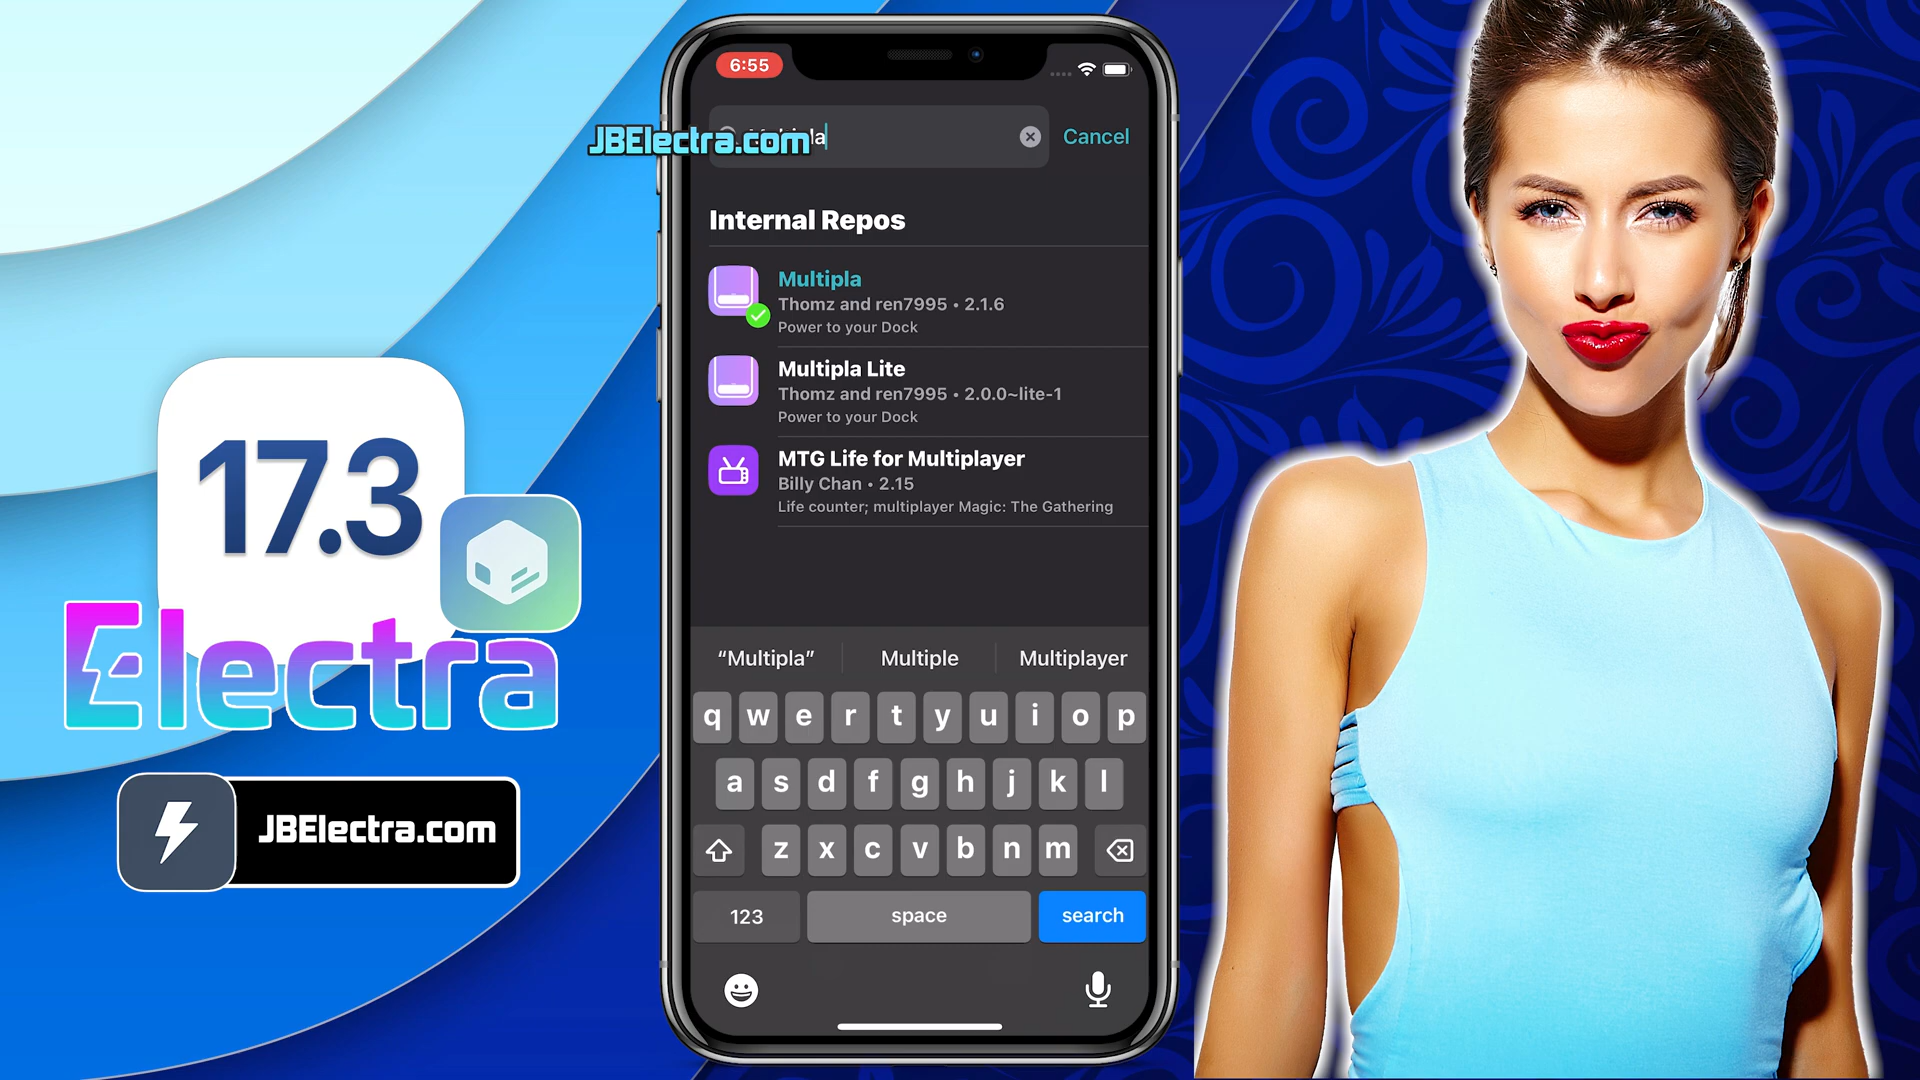 6:55
JBElectra.com
la
Cancel
Internal Repos
Multipla
Thomz and ren7995 • 2.1.6
Power to your Dock
Multipla Lite
Thomz and ren7995 • 2.0.0~lite-1
Power to your Dock
MTG Life for Multiplayer
Billy Chan • 2.15
Life counter; multiplayer Magic: The Gathering
17.3
Electra
JBElectra.com
“Multipla” Multiple Multiplayer
q w e r t y u i o p
a s d f g h j k l
z x c v b n m
123 space search